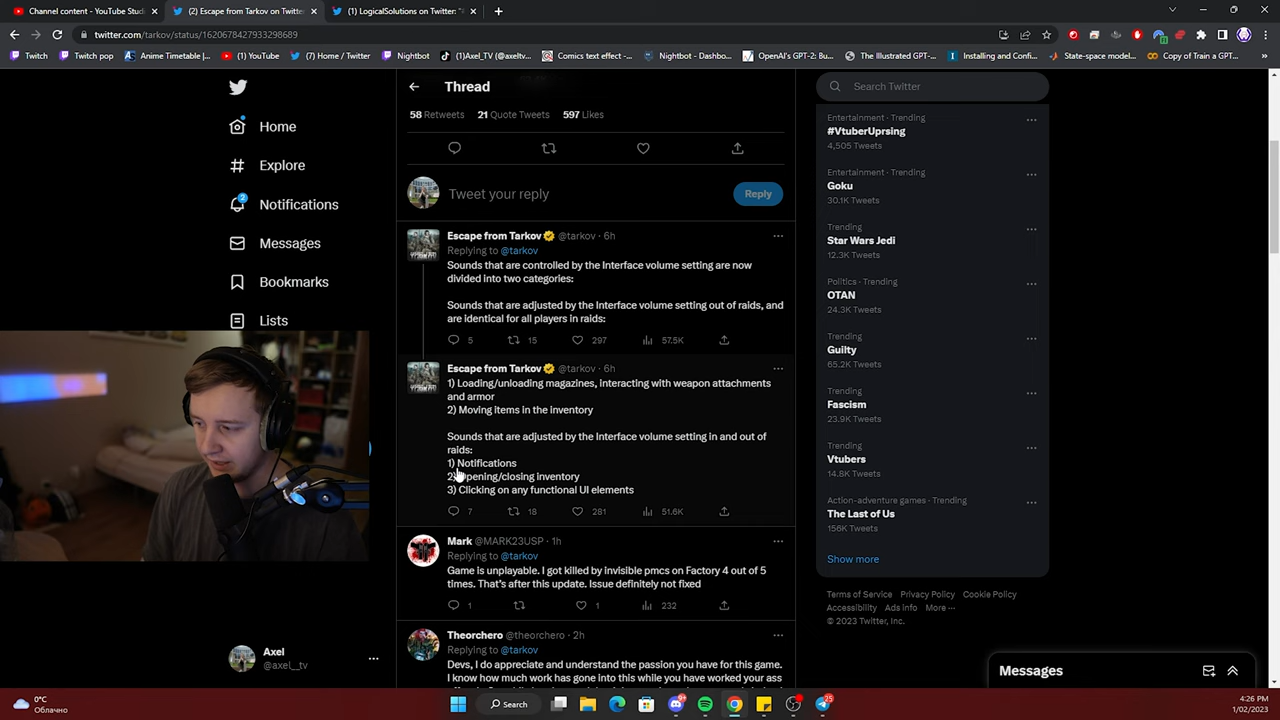 Channel content - YouTube Stud
(2) Escape from Tarkov on Twitter
(1) LogicalSolutions on Twitter: "
twitter.com/tarkov/status/1620678427933298689
Twitch
Twitch pop
Anime Timetable |...
(1) YouTube
(7) Home / Twitter
Nightbot
(1)Axel_TV (@axeltv...
Comics text effect -...
Nightbot - Dashbo...
OpenAI's GPT-2: Bu...
The Illustrated GPT-...
Installing and Confi...
State-space model...
Copy of Train a GPT...
Home
Explore
2
Notifications
Messages
Bookmarks
Lists
Axel
@axel__tv
Thread
58 Retweets 21 Quote Tweets 597 Likes
Tweet your reply
Reply
Escape from Tarkov @tarkov · 6h
Replying to @tarkov
Sounds that are controlled by the Interface volume setting are now
divided into two categories:
Sounds that are adjusted by the Interface volume setting out of raids, and
are identical for all players in raids:
5 15 297 57.5K
Escape from Tarkov @tarkov · 6h
1) Loading/unloading magazines, interacting with weapon attachments
and armor
2) Moving items in the inventory
Sounds that are adjusted by the Interface volume setting in and out of
raids:
1) Notifications
2) Opening/closing inventory
3) Clicking on any functional UI elements
7 18 281 51.6K
Mark @MARK23USP · 1h
Replying to @tarkov
Game is unplayable. I got killed by invisible pmcs on Factory 4 out of 5
times. That's after this update. Issue definitely not fixed
1 1 232
Theorchero @theorchero · 2h
Replying to @tarkov
Devs, I do appreciate and understand the passion you have for this game.
I know how much work has gone into this while you have worked your ass
Search Twitter
Entertainment · Trending
#VtuberUprsing
4,505 Tweets
Entertainment · Trending
Goku
30.1K Tweets
Trending
Star Wars Jedi
12.3K Tweets
Politics · Trending
OTAN
24.3K Tweets
Trending
Guilty
65.2K Tweets
Trending
Fascism
23.9K Tweets
Trending
Vtubers
14.8K Tweets
Action-adventure games · Trending
The Last of Us
156K Tweets
Show more
Terms of Service Privacy Policy Cookie Policy
Accessibility Ads info More ···
© 2023 Twitter, Inc.
Messages
0°C
Облачно
Search
25
4:26 PM
1/02/2023